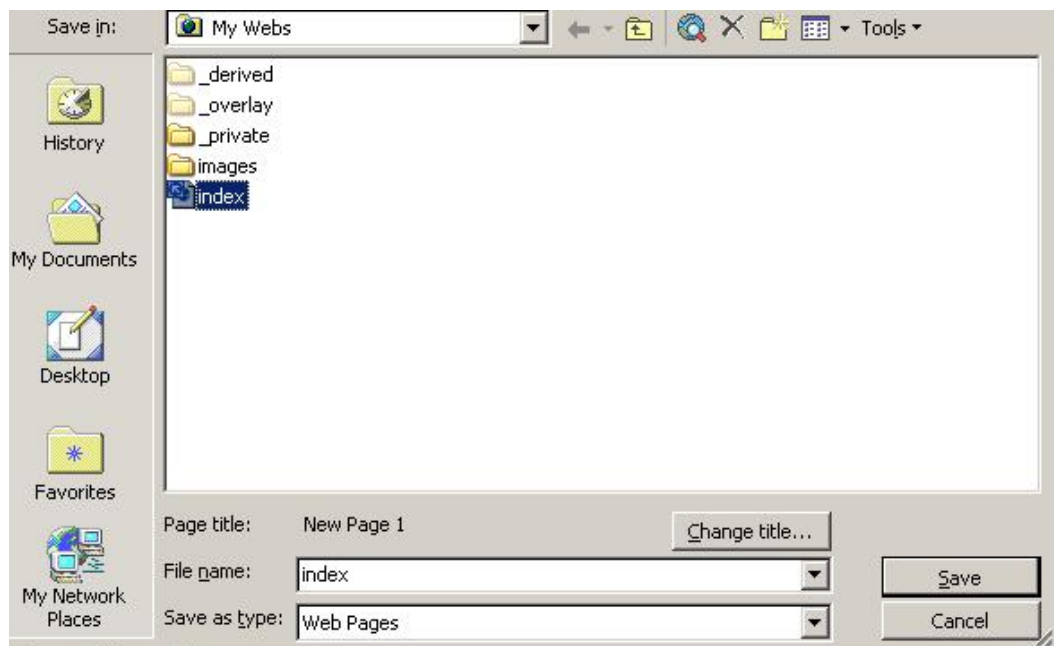 Save in:
My Webs
Tools
_derived
_overlay
_private
images
index
History
My Documents
Desktop
Favorites
My Network
Places
Page title: New Page 1
Change title...
File name: index
Save
Save as type: Web Pages
Cancel